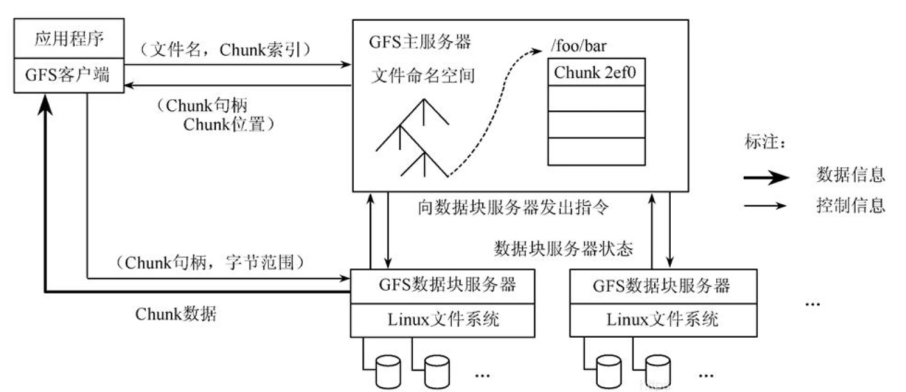 应用程序
GFS客户端
（文件名，Chunk索引）
（Chunk句柄
Chunk位置）
GFS主服务器
文件命名空间
/foo/bar
Chunk 2ef0
标注：
数据信息
控制信息
向数据块服务器发出指令
数据块服务器状态
（Chunk句柄，字节范围）
Chunk数据
GFS数据块服务器
Linux文件系统
...
GFS数据块服务器
Linux文件系统
...
...